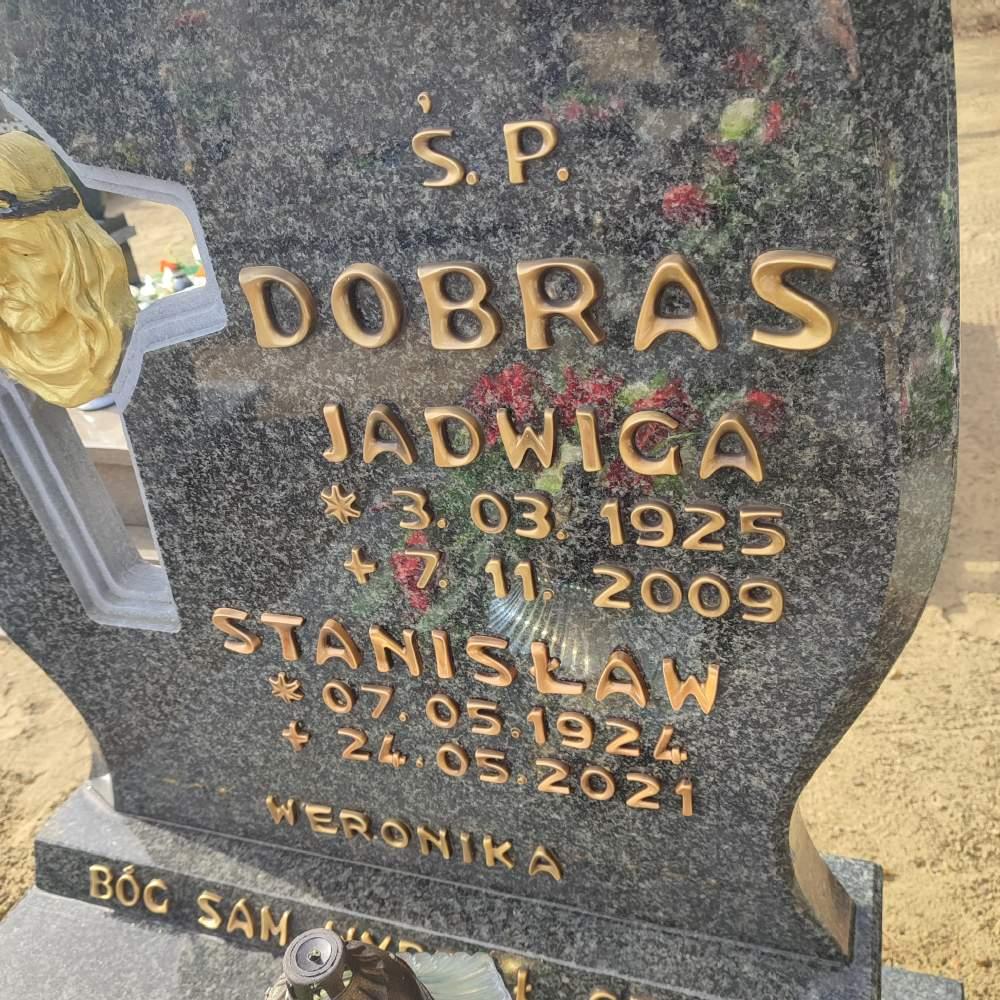 Ś. P.
DOBRAS
JADWIGA
* 3. 03. 1925
+ 7. 11. 2009
STANISŁAW
* 07.05.1924
+ 24.05.2021
WERONIKA
BÓG SAM